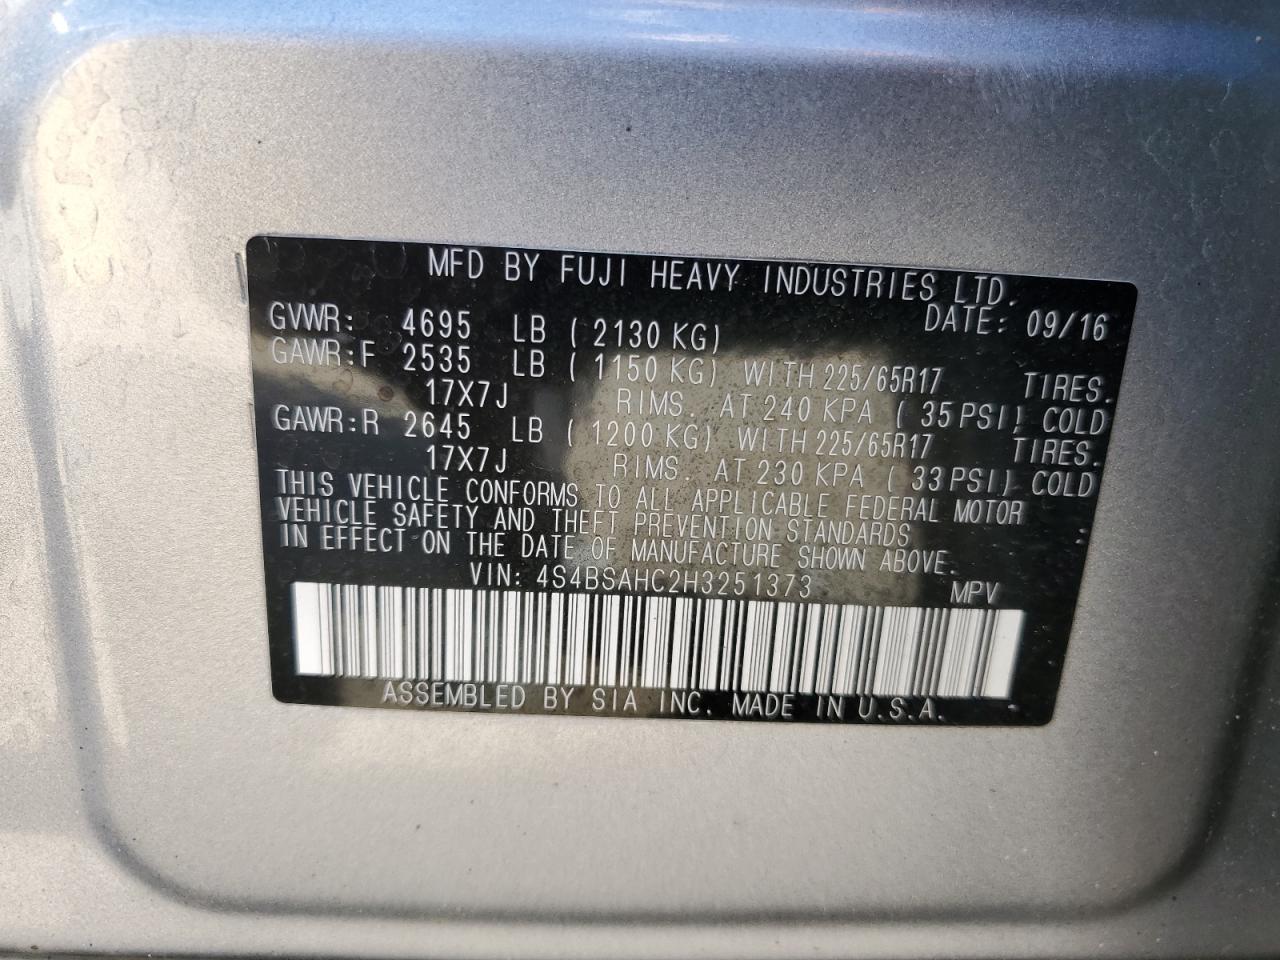 MFD BY FUJI HEAVY INDUSTRIES LTD.
DATE: 09/16
GVWR: 4695 LB ( 2130 KG)
GAWR:F 2535 LB ( 1150 KG) WITH 225/65R17 TIRES.
17X7J RIMS. AT 240 KPA ( 35 PSI) COLD
GAWR:R 2645 LB ( 1200 KG) WITH 225/65R17 TIRES.
17X7J RIMS. AT 230 KPA ( 33 PSI) COLD
THIS VEHICLE CONFORMS TO ALL APPLICABLE FEDERAL MOTOR
VEHICLE SAFETY AND THEFT PREVENTION STANDARDS
IN EFFECT ON THE DATE OF MANUFACTURE SHOWN ABOVE.
VIN: 4S4BSAHC2H3251373 MPV
ASSEMBLED BY SIA INC. MADE IN U.S.A.